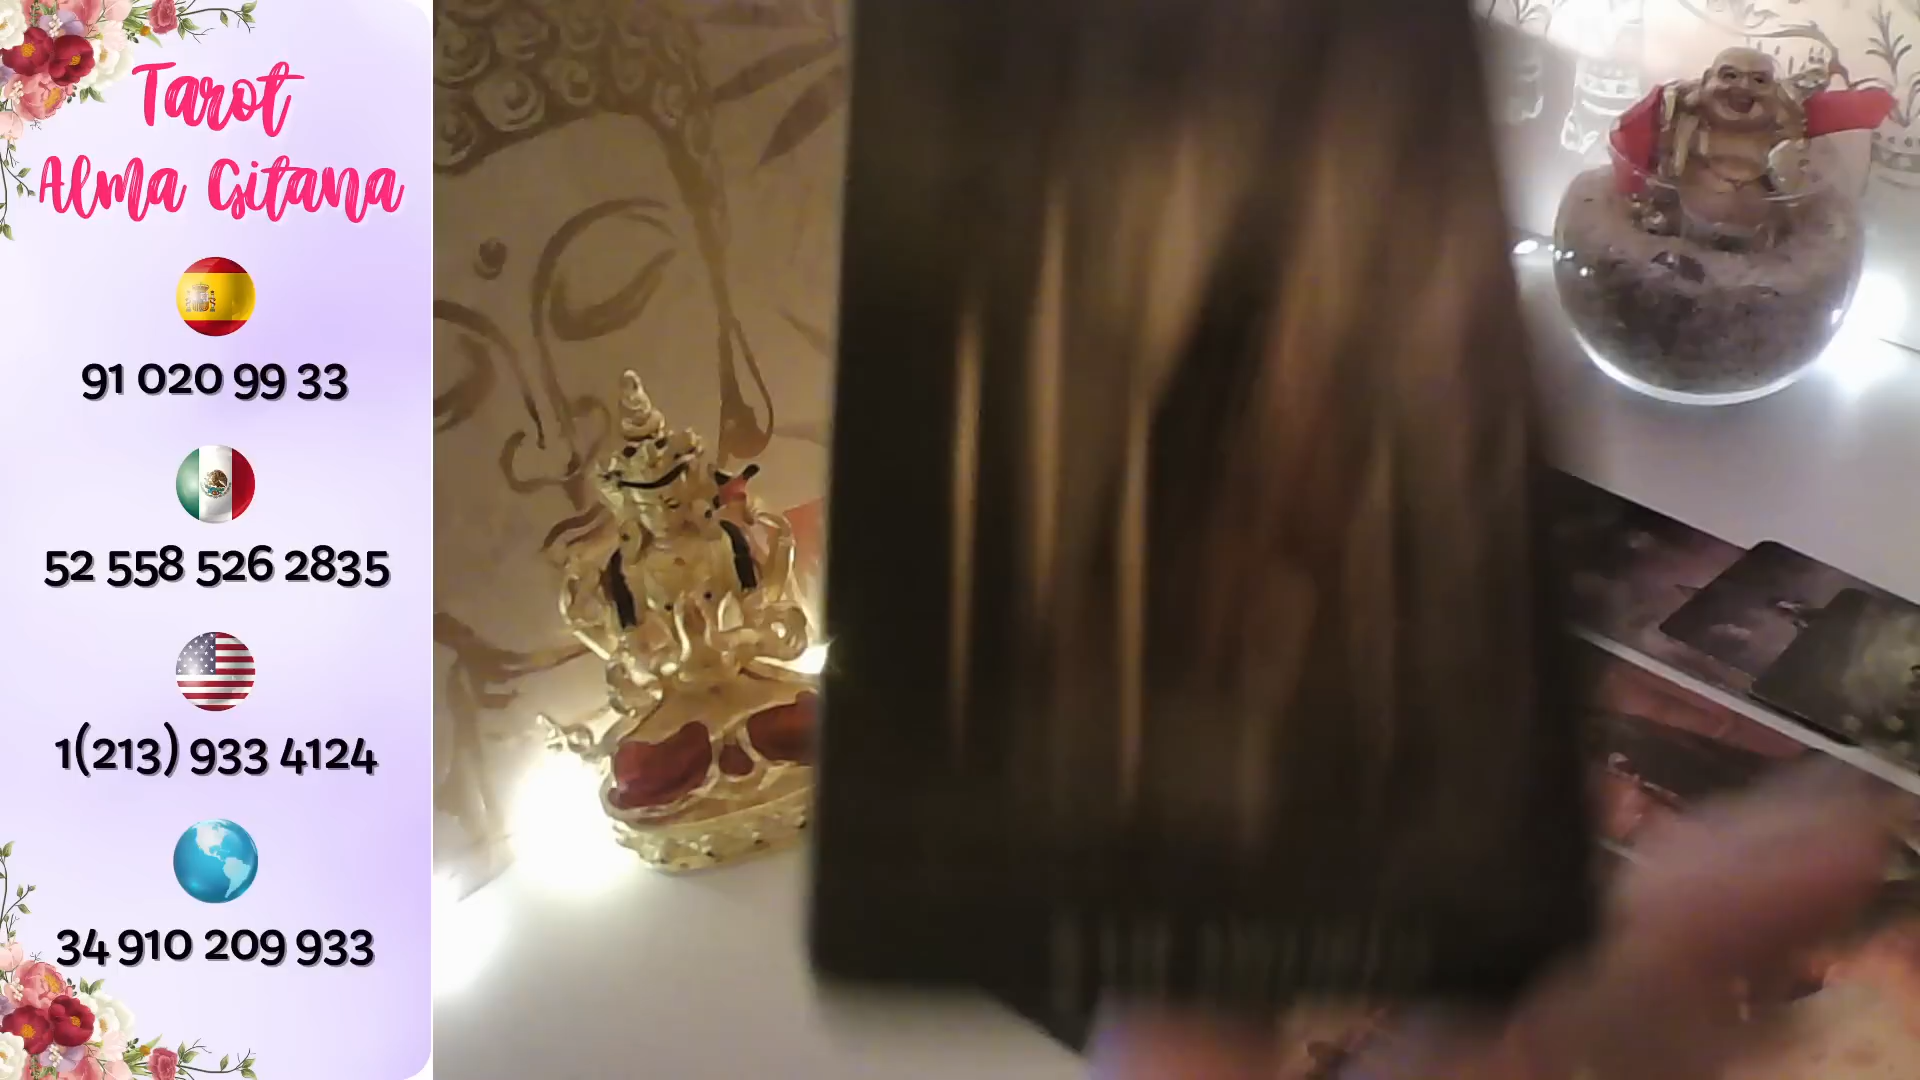 Tarot
Alma Gitana
91 020 99 33
52 558 526 2835
1(213) 933 4124
34 910 209 933